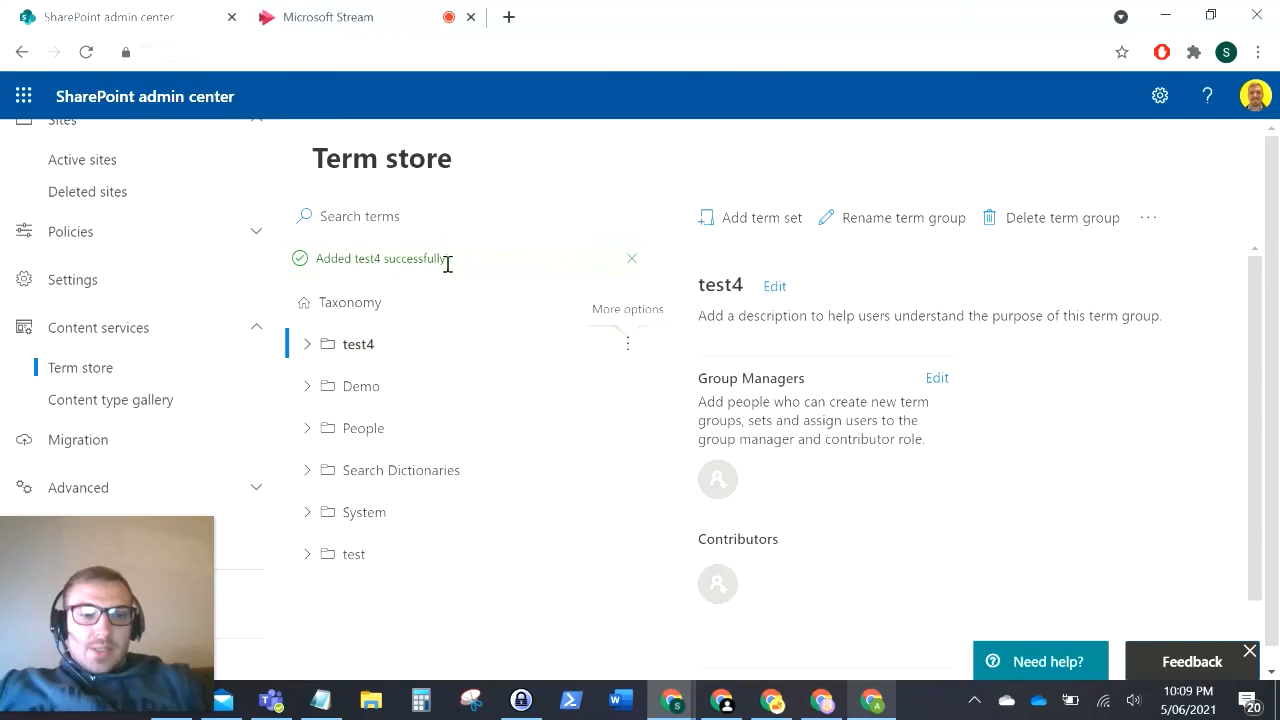 SharePoint admin center
Microsoft Stream
S
SharePoint admin center
Sites
Active sites
Deleted sites
Policies
Settings
Content services
Term store
Content type gallery
Migration
Advanced
Term store
Search terms
Added test4 successfully
Taxonomy
More options
test4
Demo
People
Search Dictionaries
System
test
Add term set
Rename term group
Delete term group
test4
Edit
Add a description to help users understand the purpose of this term group.
Group Managers
Edit
Add people who can create new term
groups, sets and assign users to the
group manager and contributor role.
Contributors
Need help?
Feedback
10:09 PM
5/06/2021
20